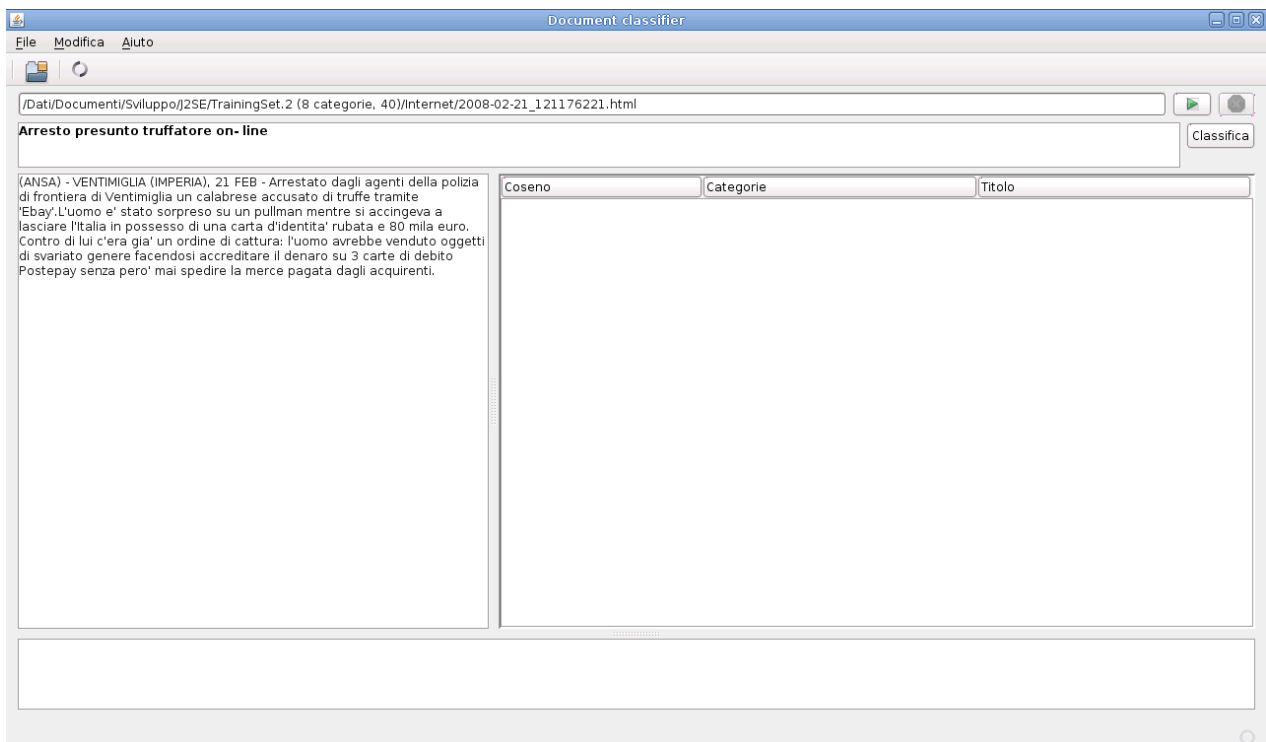 Document classifier
File Modifica Aiuto
/Dati/Documenti/Sviluppo/J2SE/TrainingSet.2 (8 categorie, 40)/Internet/2008-02-21_121176221.html
Arresto presunto truffatore on- line
Classifica
(ANSA) - VENTIMIGLIA (IMPERIA), 21 FEB - Arrestato dagli agenti della polizia
di frontiera di Ventimiglia un calabrese accusato di truffe tramite
'Ebay'.L'uomo e' stato sorpreso su un pullman mentre si accingeva a
lasciare l'Italia in possesso di una carta d'identita' rubata e 80 mila euro.
Contro di lui c'era gia' un ordine di cattura: l'uomo avrebbe venduto oggetti
di svariato genere facendosi accreditare il denaro su 3 carte di debito
Postepay senza pero' mai spedire la merce pagata dagli acquirenti.
Coseno Categorie Titolo